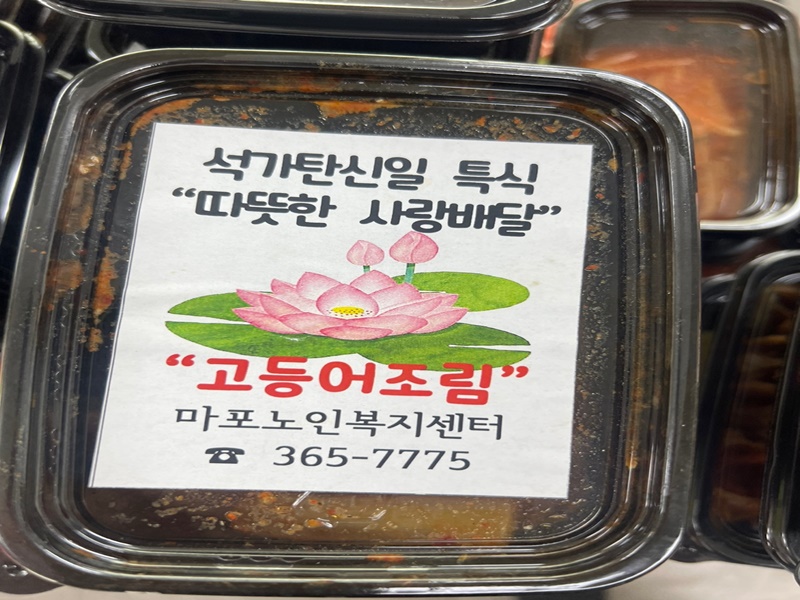 석가탄신일 특식
“따뜻한 사랑배달”
“고등어조림”
마포노인복지센터
☎ 365-7775